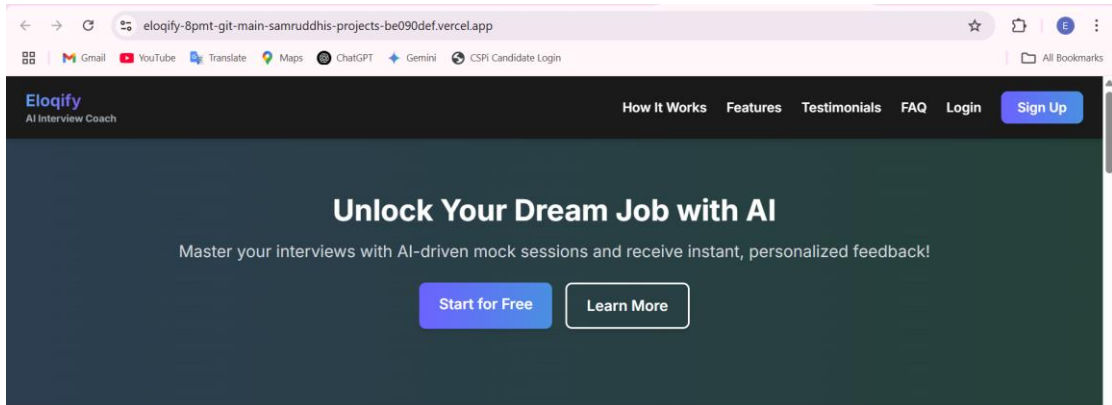 eloqify-8pmt-git-main-samruddhis-projects-be090def.vercel.app
E
Gmail YouTube Translate Maps ChatGPT Gemini CSPi Candidate Login All Bookmarks
Eloqify
AI Interview Coach
How It Works Features Testimonials FAQ Login Sign Up
Unlock Your Dream Job with AI
Master your interviews with AI-driven mock sessions and receive instant, personalized feedback!
Start for Free Learn More